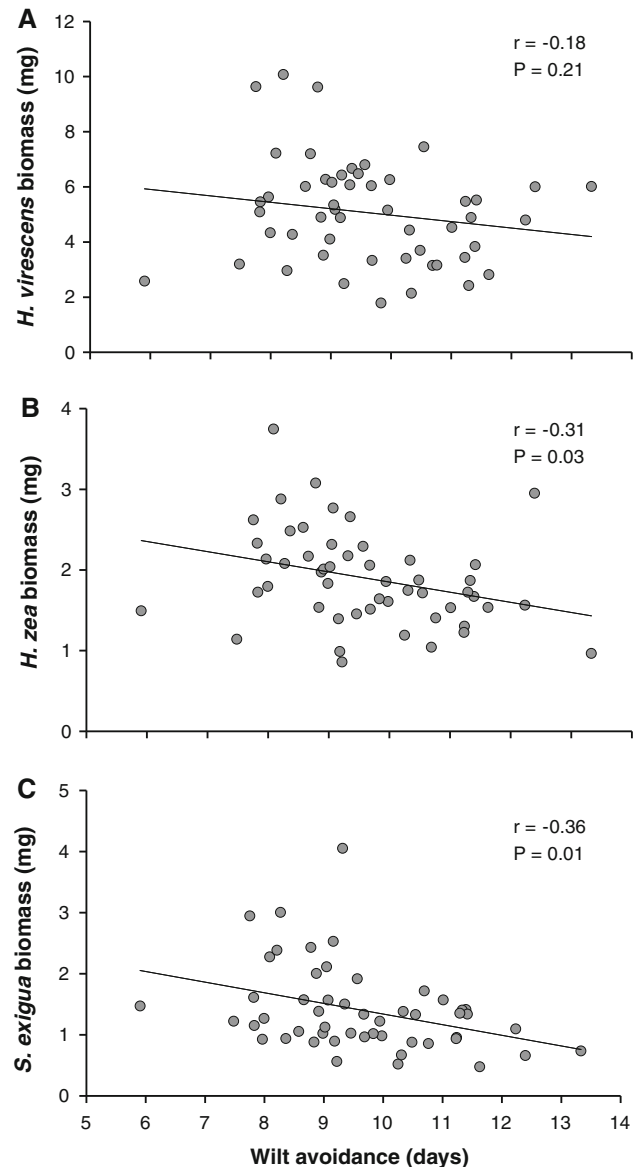 A
H. virescens biomass (mg)
12
10
8
6
4
2
0
r = -0.18
P = 0.21
B
H. zea biomass (mg)
4
3
2
1
0
r = -0.31
P = 0.03
C
S. exigua biomass (mg)
5
4
3
2
1
0
r = -0.36
P = 0.01
5 6 7 8 9 10 11 12 13 14
Wilt avoidance (days)